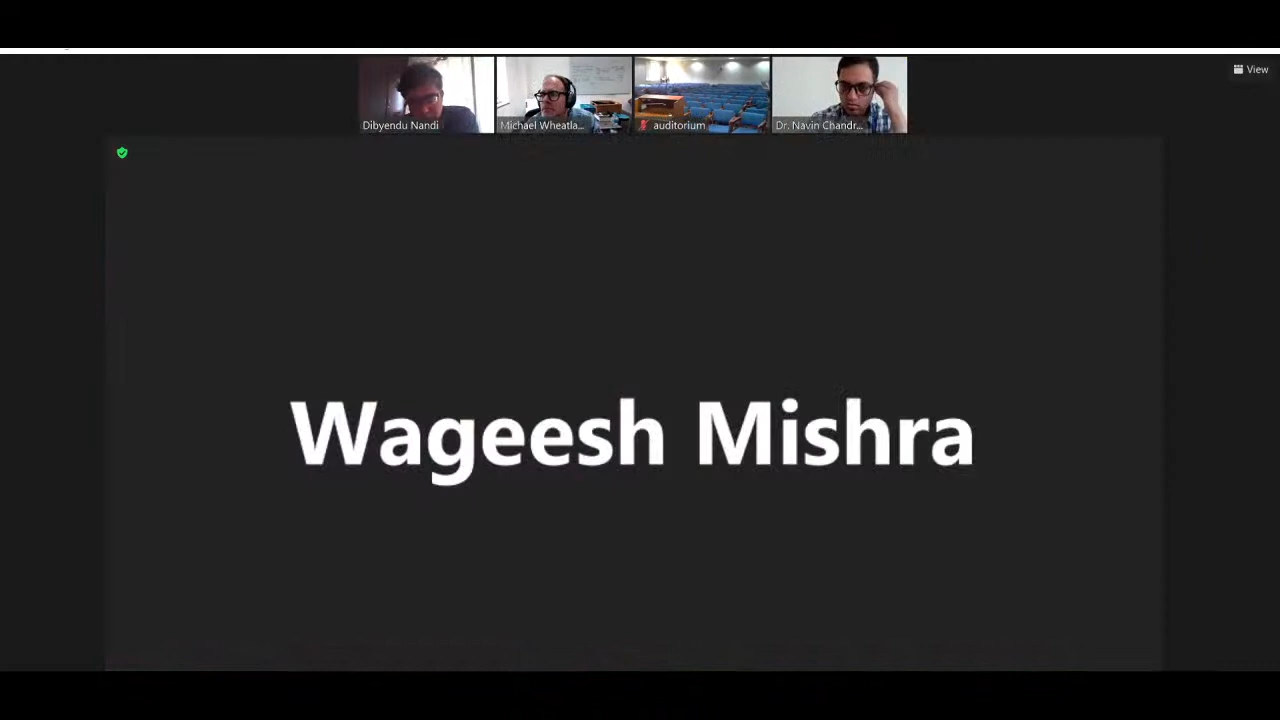 View
Dibyendu Nandi
Michael Wheatla...
auditorium
Dr. Navin Chandr...
Wageesh Mishra